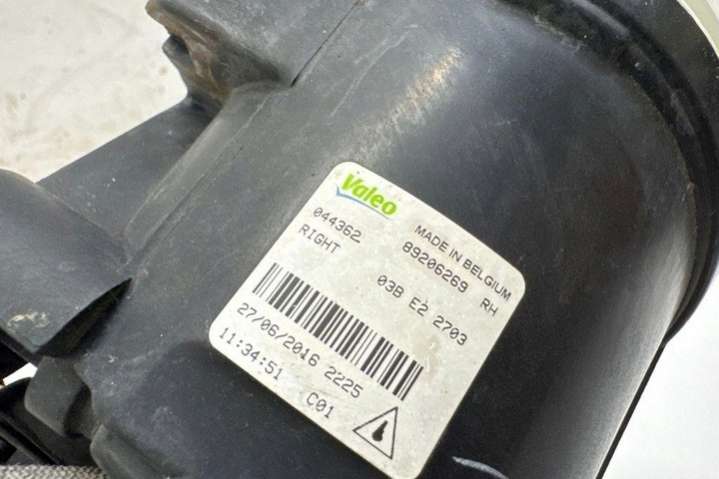 Valeo
MADE IN BELGIUM
044362 89206269 RH
RIGHT 03B E2 2703
27/06/2016 2225
11:34:51 C01